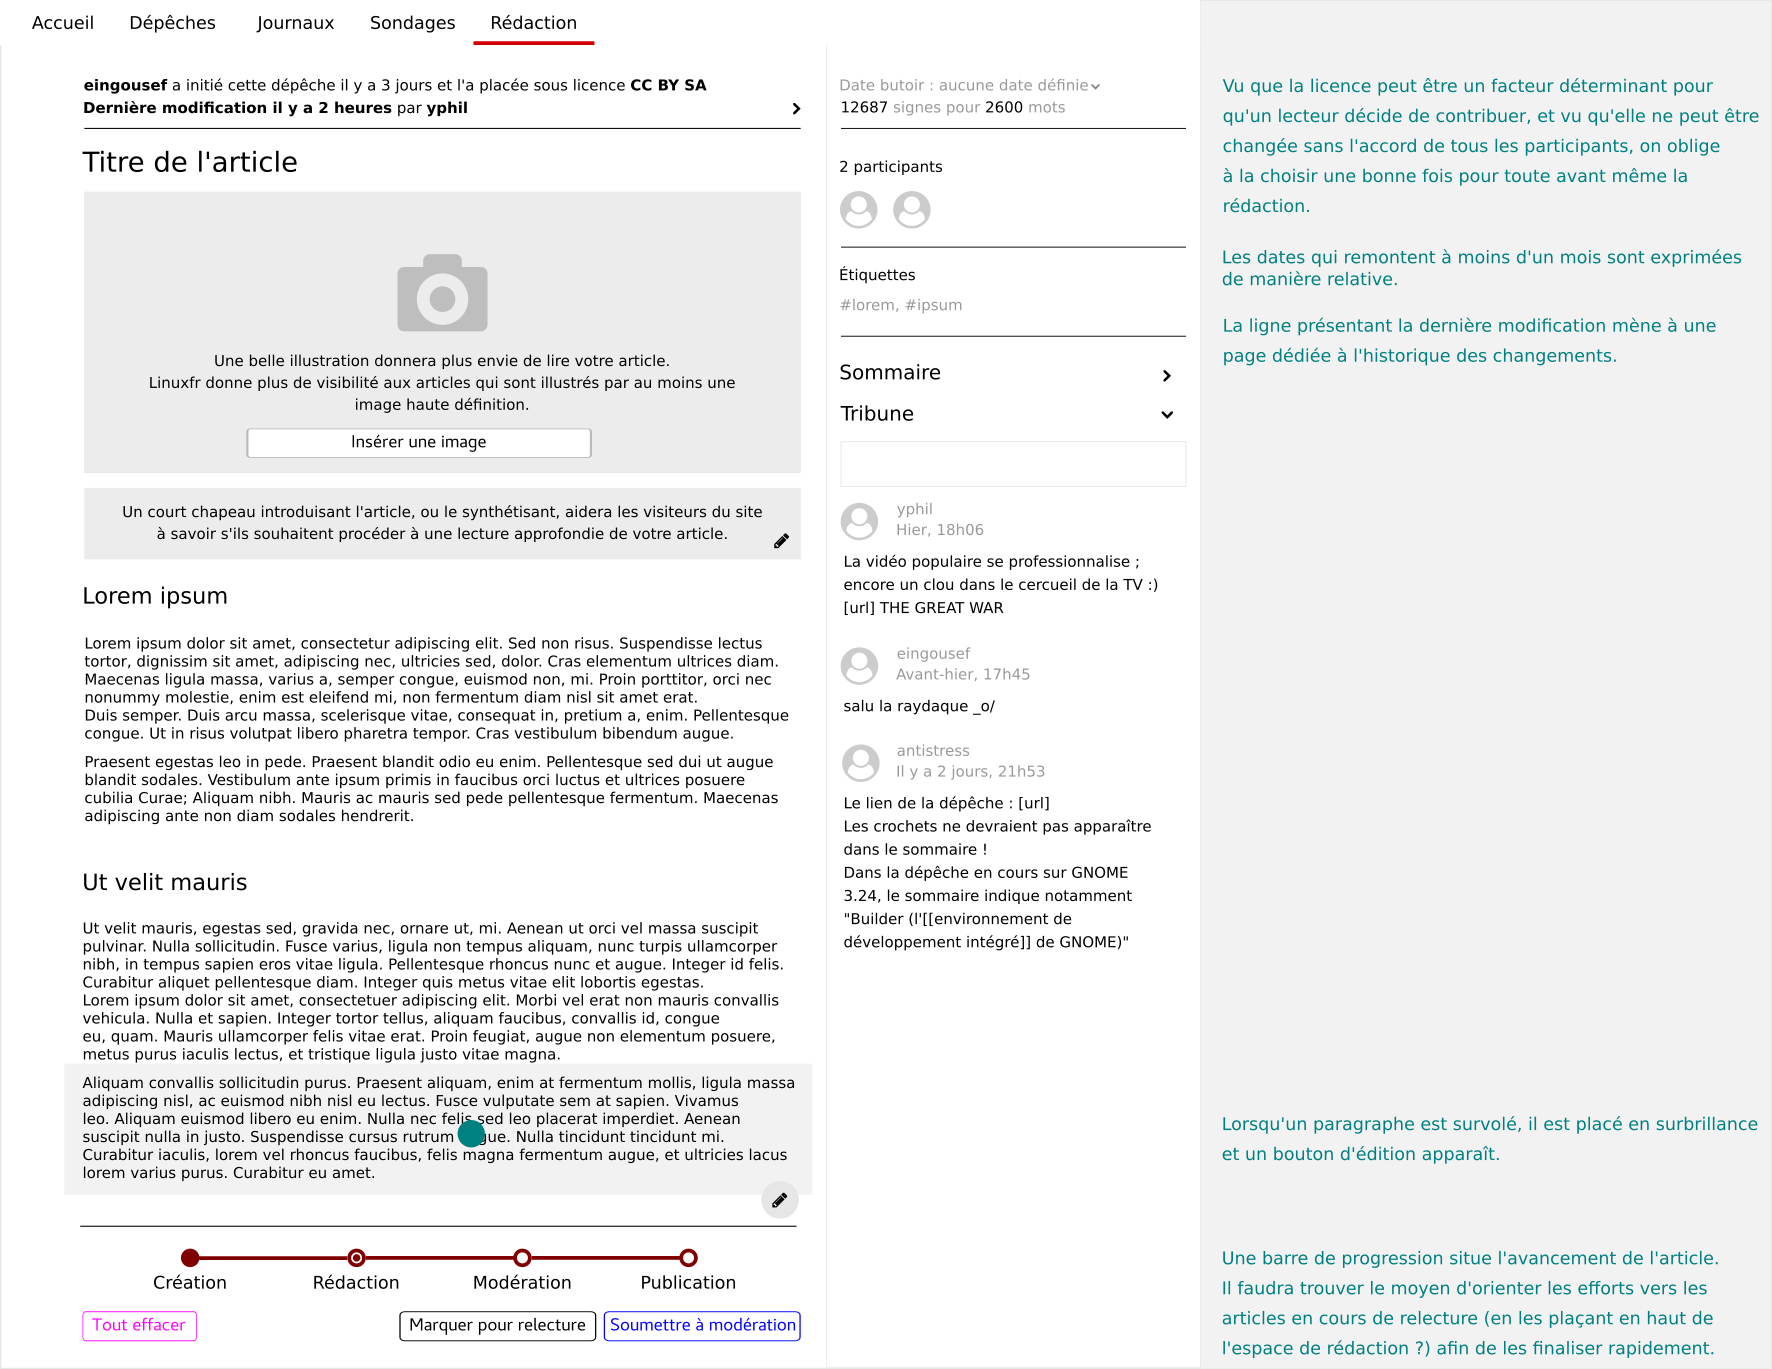 Accueil Dépêches Journaux Sondages Rédaction
eingousef a initié cette dépêche il y a 3 jours et l'a placée sous licence CC BY SA
Dernière modification il y a 2 heures par yphil
Titre de l'article
Une belle illustration donnera plus envie de lire votre article.
Linuxfr donne plus de visibilité aux articles qui sont illustrés par au moins une
image haute définition.
Insérer une image
Un court chapeau introduisant l'article, ou le synthétisant, aidera les visiteurs du site
à savoir s'ils souhaitent procéder à une lecture approfondie de votre article.
Lorem ipsum
Lorem ipsum dolor sit amet, consectetur adipiscing elit. Sed non risus. Suspendisse lectus
tortor, dignissim sit amet, adipiscing nec, ultricies sed, dolor. Cras elementum ultrices diam.
Maecenas ligula massa, varius a, semper congue, euismod non, mi. Proin porttitor, orci nec
nonummy molestie, enim est eleifend mi, non fermentum diam nisl sit amet erat.
Duis semper. Duis arcu massa, scelerisque vitae, consequat in, pretium a, enim. Pellentesque
congue. Ut in risus volutpat libero pharetra tempor. Cras vestibulum bibendum augue.
Praesent egestas leo in pede. Praesent blandit odio eu enim. Pellentesque sed dui ut augue
blandit sodales. Vestibulum ante ipsum primis in faucibus orci luctus et ultrices posuere
cubilia Curae; Aliquam nibh. Mauris ac mauris sed pede pellentesque fermentum. Maecenas
adipiscing ante non diam sodales hendrerit.
Ut velit mauris
Ut velit mauris, egestas sed, gravida nec, ornare ut, mi. Aenean ut orci vel massa suscipit
pulvinar. Nulla sollicitudin. Fusce varius, ligula non tempus aliquam, nunc turpis ullamcorper
nibh, in tempus sapien eros vitae ligula. Pellentesque rhoncus nunc et augue. Integer id felis.
Curabitur aliquet pellentesque diam. Integer quis metus vitae elit lobortis egestas.
Lorem ipsum dolor sit amet, consectetuer adipiscing elit. Morbi vel erat non mauris convallis
vehicula. Nulla et sapien. Integer tortor tellus, aliquam faucibus, convallis id, congue
eu, quam. Mauris ullamcorper felis vitae erat. Proin feugiat, augue non elementum posuere,
metus purus iaculis lectus, et tristique ligula justo vitae magna.
Aliquam convallis sollicitudin purus. Praesent aliquam, enim at fermentum mollis, ligula massa
adipiscing nisl, ac euismod nibh nisl eu lectus. Fusce vulputate sem at sapien. Vivamus
leo. Aliquam euismod libero eu enim. Nulla nec felis sed leo placerat imperdiet. Aenean
suscipit nulla in justo. Suspendisse cursus rutrum Nulla tincidunt tincidunt mi.
Curabitur iaculis, lorem vel rhoncus faucibus, felis magna fermentum augue, et ultricies lacus
lorem varius purus. Curabitur eu amet.
Création Rédaction Modération Publication
Tout effacer Marquer pour relecture Soumettre à modération
Date butoir : aucune date définie
12687 signes pour 2600 mots
2 participants
Étiquettes
#lorem, #ipsum
Sommaire
Tribune
yphil
Hier, 18h06
La vidéo populaire se professionnalise ;
encore un clou dans le cercueil de la TV :)
[url] THE GREAT WAR
eingousef
Avant-hier, 17h45
salu la raydaque _o/
antistress
Il y a 2 jours, 21h53
Le lien de la dépêche : [url]
Les crochets ne devraient pas apparaître
dans le sommaire !
Dans la dépêche en cours sur GNOME
3.24, le sommaire indique notamment
"Builder (l'[[environnement de
développement intégré]] de GNOME)"
Vu que la licence peut être un facteur déterminant pour
qu'un lecteur décide de contribuer, et vu qu'elle ne peut être
changée sans l'accord de tous les participants, on oblige
à la choisir une bonne fois pour toute avant même la
rédaction.
Les dates qui remontent à moins d'un mois sont exprimées
de manière relative.
La ligne présentant la dernière modification mène à une
page dédiée à l'historique des changements.
Lorsqu'un paragraphe est survolé, il est placé en surbrillance
et un bouton d'édition apparaît.
Une barre de progression situe l'avancement de l'article.
Il faudra trouver le moyen d'orienter les efforts vers les
articles en cours de relecture (en les plaçant en haut de
l'espace de rédaction ?) afin de les finaliser rapidement.